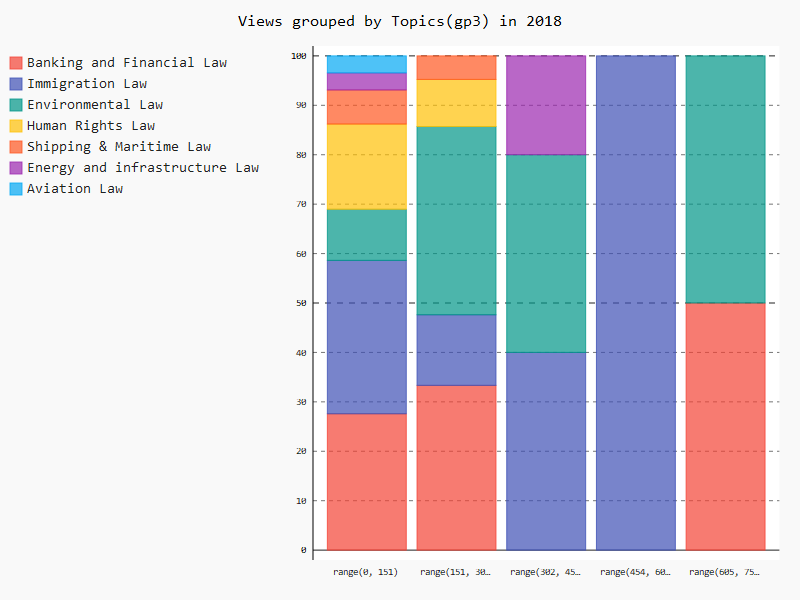 Views grouped by Topics(gp3) in 2018
Banking and Financial Law
Immigration Law
Environmental Law
Human Rights Law
Shipping & Maritime Law
Energy and infrastructure Law
Aviation Law
100
90
80
70
60
50
40
30
20
10
0
range(0, 151)
range(151, 30…
range(302, 45…
range(454, 60…
range(605, 75…